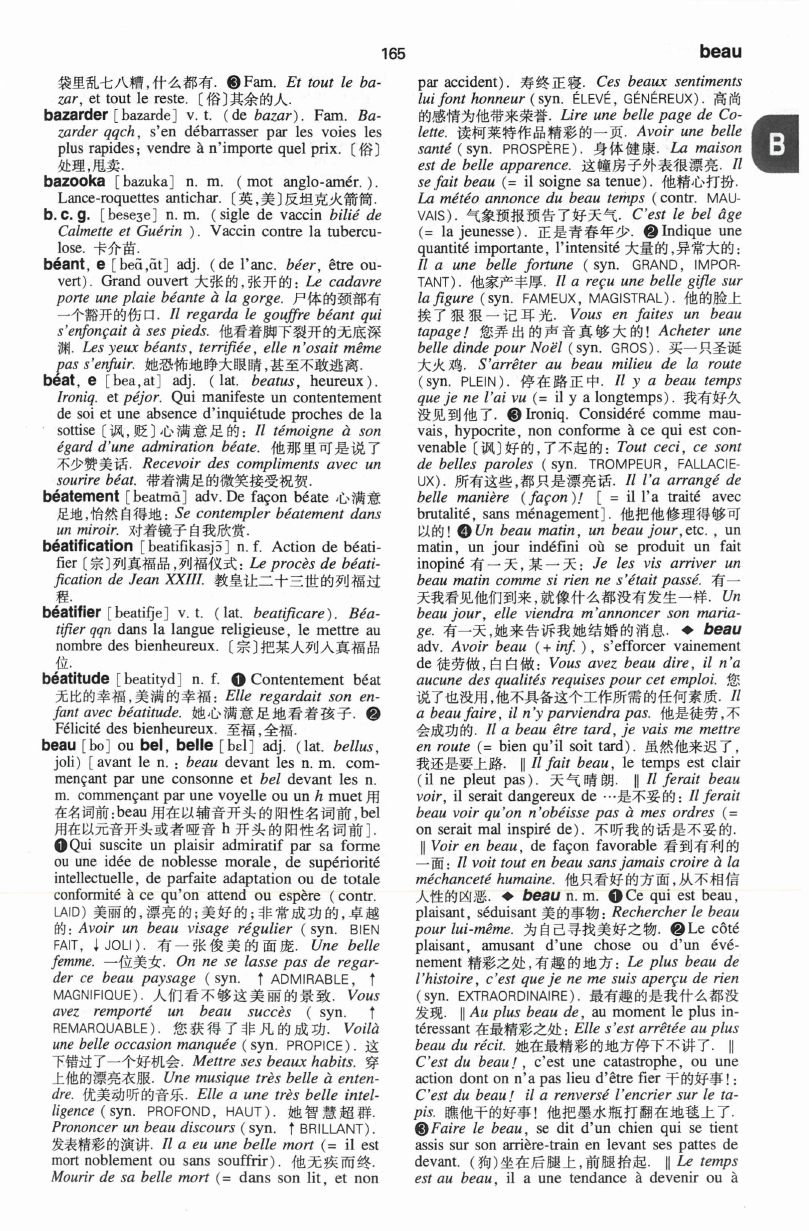 165
beau
袋里乱七八糟,什么都有. ❸Fam. Et tout le ba-
zar, et tout le reste. 〔俗〕其余的人.
bazarder [bazarde] v. t. (de bazar). Fam. Ba-
zarder qqch, s'en débarrasser par les voies les
plus rapides; vendre à n'importe quel prix. 〔俗〕
处理,甩卖.
bazooka [bazuka] n. m. (mot anglo-amér.).
Lance-roquettes antichar. 〔英,美〕反坦克火箭筒.
b. c. g. [beseʒe] n. m. (sigle de vaccin bilié de
Calmette et Guérin ). Vaccin contre la tubercu-
lose. 卡介苗.
béant, e [beɑ̃,ɑ̃t] adj. (de l'anc. béer, être ou-
vert). Grand ouvert 大张的,张开的: Le cadavre
porte une plaie béante à la gorge. 尸体的颈部有
一个豁开的伤口. Il regarda le gouffre béant qui
s'enfonçait à ses pieds. 他看着脚下裂开的无底深
渊. Les yeux béants, terrifiée, elle n'osait même
pas s'enfuir. 她恐怖地睁大眼睛,甚至不敢逃离.
béat, e [bea,at] adj. (lat. beatus, heureux).
Ironiq. et péjor. Qui manifeste un contentement
de soi et une absence d'inquiétude proches de la
sottise 〔讽,贬〕心满意足的: Il témoigne à son
égard d'une admiration béate. 他那里可是说了
不少赞美话. Recevoir des compliments avec un
sourire béat. 带着满足的微笑接受祝贺.
béatement [beatmɑ̃] adv. De façon béate 心满意
足地,怡然自得地: Se contempler béatement dans
un miroir. 对着镜子自我欣赏.
béatification [beatifikasjɔ̃] n. f. Action de béati-
fier 〔宗〕列真福品,列福仪式: Le procès de béati-
fication de Jean XXIII. 教皇让二十三世的列福过
程.
béatifier [beatifje] v. t. (lat. beatificare). Béa-
tifier qqn dans la langue religieuse, le mettre au
nombre des bienheureux. 〔宗〕把某人列入真福品
位.
béatitude [beatityd] n. f. ❶ Contentement béat
无比的幸福,美满的幸福: Elle regardait son en-
fant avec béatitude. 她心满意足地看着孩子. ❷
Félicité des bienheureux. 至福,全福.
beau [bo] ou bel, belle [bɛl] adj. (lat. bellus,
joli) [avant le n. : beau devant les n. m. com-
mençant par une consonne et bel devant les n.
m. commençant par une voyelle ou un h muet 用
在名词前;beau 用在以辅音开头的阳性名词前,bel
用在以元音开头或者哑音 h 开头的阳性名词前].
❶Qui suscite un plaisir admiratif par sa forme
ou une idée de noblesse morale, de supériorité
intellectuelle, de parfaite adaptation ou de totale
conformité à ce qu'on attend ou espère (contr.
LAID) 美丽的,漂亮的;美好的;非常成功的,卓越
的: Avoir un beau visage régulier (syn. BIEN
FAIT, ↓ JOLI). 有一张俊美的面庞. Une belle
femme. 一位美女. On ne se lasse pas de regar-
der ce beau paysage (syn. ↑ ADMIRABLE, ↑
MAGNIFIQUE). 人们看不够这美丽的景致. Vous
avez remporté un beau succès (syn. ↑
REMARQUABLE). 您获得了非凡的成功. Voilà
une belle occasion manquée (syn. PROPICE). 这
下错过了一个好机会. Mettre ses beaux habits. 穿
上他的漂亮衣服. Une musique très belle à enten-
dre. 优美动听的音乐. Elle a une très belle intel-
ligence (syn. PROFOND, HAUT). 她智慧超群.
Prononcer un beau discours (syn. ↑ BRILLANT).
发表精彩的演讲. Il a eu une belle mort (= il est
mort noblement ou sans souffrir). 他无疾而终.
Mourir de sa belle mort (= dans son lit, et non
par accident). 寿终正寝. Ces beaux sentiments
lui font honneur (syn. ÉLEVÉ, GÉNÉREUX). 高尚
的感情为他带来荣誉. Lire une belle page de Co-
lette. 读柯莱特作品精彩的一页. Avoir une belle
santé (syn. PROSPÈRE). 身体健康. La maison
est de belle apparence. 这幢房子外表很漂亮. Il
se fait beau (= il soigne sa tenue). 他精心打扮.
La météo annonce du beau temps (contr. MAU-
VAIS). 气象预报预告了好天气. C'est le bel âge
(= la jeunesse). 正是青春年少. ❷Indique une
quantité importante, l'intensité 大量的,异常大的:
Il a une belle fortune (syn. GRAND, IMPOR-
TANT). 他家产丰厚. Il a reçu une belle gifle sur
la figure (syn. FAMEUX, MAGISTRAL). 他的脸上
挨了狠狠一记耳光. Vous en faites un beau
tapage! 您弄出的声音真够大的! Acheter une
belle dinde pour Noël (syn. GROS). 买一只圣诞
大火鸡. S'arrêter au beau milieu de la route
(syn. PLEIN). 停在路正中. Il y a beau temps
que je ne l'ai vu (= il y a longtemps). 我有好久
没见到他了. ❸Ironiq. Considéré comme mau-
vais, hypocrite, non conforme à ce qui est con-
venable 〔讽〕好的,了不起的: Tout ceci, ce sont
de belles paroles (syn. TROMPEUR, FALLACIE-
UX). 所有这些,都只是漂亮话. Il l'a arrangé de
belle manière (façon)! [ = il l'a traité avec
brutalité, sans ménagement]. 他把他修理得够可
以的! ❹Un beau matin, un beau jour,etc. , un
matin, un jour indéfini où se produit un fait
inopiné 有一天,某一天: Je les vis arriver un
beau matin comme si rien ne s'était passé. 有一
天我看见他们到来,就像什么都没有发生一样. Un
beau jour, elle viendra m'annoncer son maria-
ge. 有一天,她来告诉我她结婚的消息. ◆ beau
adv. Avoir beau (+ inf.), s'efforcer vainement
de 徒劳做,白白做: Vous avez beau dire, il n'a
aucune des qualités requises pour cet emploi. 您
说了也没用,他不具备这个工作所需的任何素质. Il
a beau faire, il n'y parviendra pas. 他是徒劳,不
会成功的. Il a beau être tard, je vais me mettre
en route (= bien qu'il soit tard). 虽然他来迟了,
我还是要上路. ‖ Il fait beau, le temps est clair
(il ne pleut pas). 天气晴朗. ‖ Il ferait beau
voir, il serait dangereux de …是不妥的: Il ferait
beau voir qu'on n'obéisse pas à mes ordres (=
on serait mal inspiré de). 不听我的话是不妥的.
‖ Voir en beau, de façon favorable 看到有利的
一面: Il voit tout en beau sans jamais croire à la
méchanceté humaine. 他只看好的方面,从不相信
人性的凶恶. ◆ beau n. m. ❶Ce qui est beau,
plaisant, séduisant 美的事物: Rechercher le beau
pour lui-même. 为自己寻找美好之物. ❷Le côté
plaisant, amusant d'une chose ou d'un évé-
nement 精彩之处,有趣的地方: Le plus beau de
l'histoire, c'est que je ne me suis aperçu de rien
(syn. EXTRAORDINAIRE). 最有趣的是我什么都没
发现. ‖ Au plus beau de, au moment le plus in-
téressant 在最精彩之处: Elle s'est arrêtée au plus
beau du récit. 她在最精彩的地方停下不讲了. ‖
C'est du beau!, c'est une catastrophe, ou une
action dont on n'a pas lieu d'être fier 干的好事!:
C'est du beau! il a renversé l'encrier sur le ta-
pis. 瞧他干的好事! 他把墨水瓶打翻在地毯上了.
❸Faire le beau, se dit d'un chien qui se tient
assis sur son arrière-train en levant ses pattes de
devant. (狗)坐在后腿上,前腿抬起. ‖ Le temps
est au beau, il a une tendance à devenir ou à
B